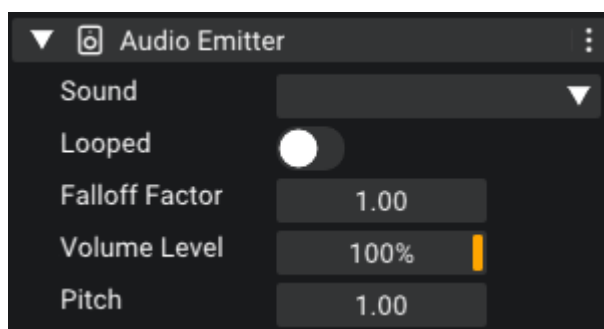 Audio Emitter
Sound
Looped
Falloff Factor 1.00
Volume Level 100%
Pitch 1.00